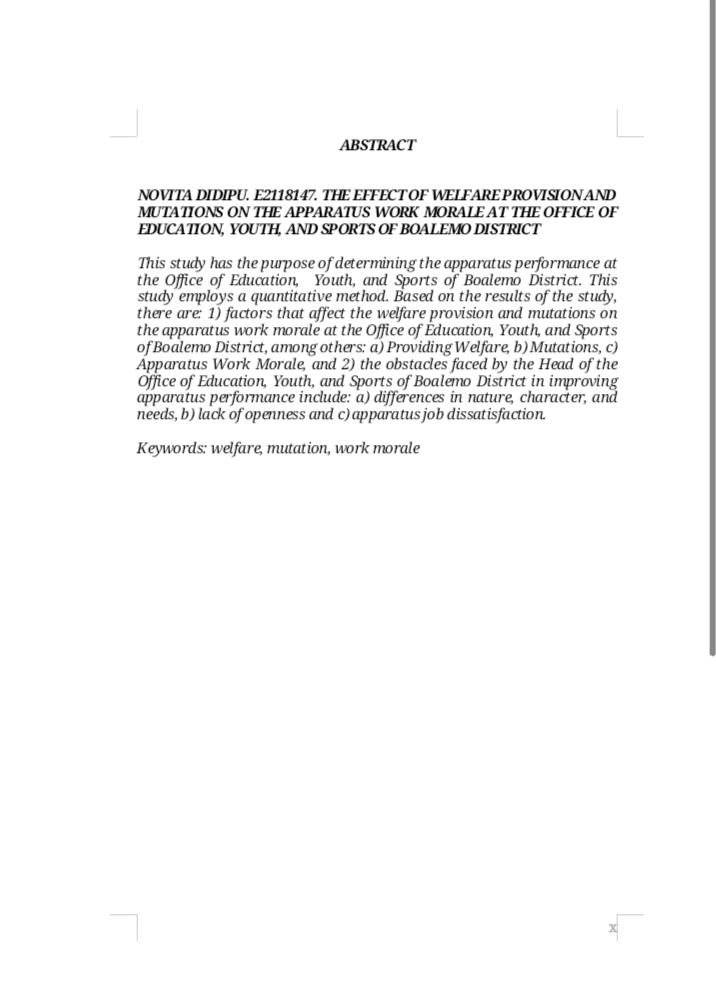 ABSTRACT
NOVITA DIDIPU. E2118147. THE EFFECT OF WELFARE PROVISION AND
MUTATIONS ON THE APPARATUS WORK MORALE AT THE OFFICE OF
EDUCATION, YOUTH, AND SPORTS OF BOALEMO DISTRICT
This study has the purpose of determining the apparatus performance at
the Office of Education, Youth, and Sports of Boalemo District. This
study employs a quantitative method. Based on the results of the study,
there are: 1) factors that affect the welfare provision and mutations on
the apparatus work morale at the Office of Education, Youth, and Sports
of Boalemo District, among others: a) Providing Welfare, b) Mutations, c)
Apparatus Work Morale, and 2) the obstacles faced by the Head of the
Office of Education, Youth, and Sports of Boalemo District in improving
apparatus performance include: a) differences in nature, character, and
needs, b) lack of openness and c) apparatus job dissatisfaction.
Keywords: welfare, mutation, work morale
x